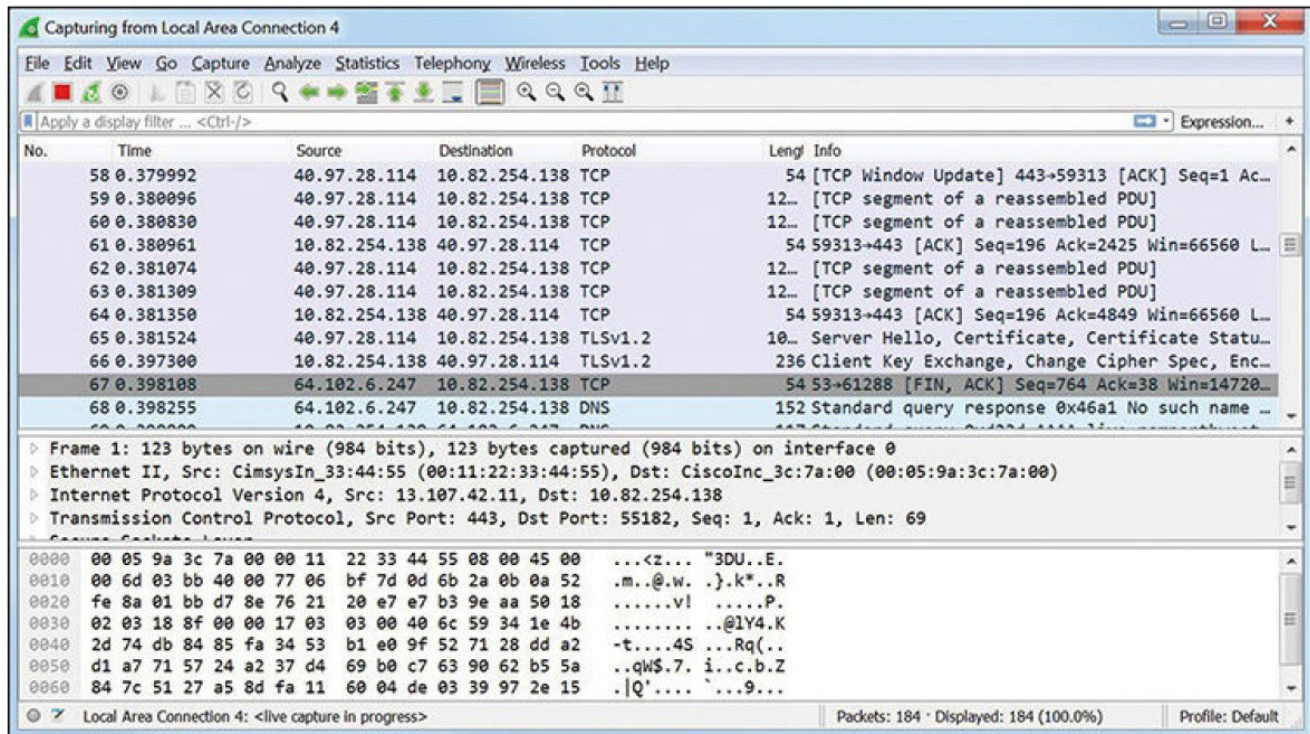 Capturing from Local Area Connection 4
File Edit View Go Capture Analyze Statistics Telephony Wireless Tools Help
Apply a display filter ... <Ctrl-/> Expression... +
No. Time Source Destination Protocol Lengt Info
58 0.379992 40.97.28.114 10.82.254.138 TCP 54 [TCP Window Update] 443→59313 [ACK] Seq=1 Ac…
59 0.380096 40.97.28.114 10.82.254.138 TCP 12… [TCP segment of a reassembled PDU]
60 0.380830 40.97.28.114 10.82.254.138 TCP 12… [TCP segment of a reassembled PDU]
61 0.380961 10.82.254.138 40.97.28.114 TCP 54 59313→443 [ACK] Seq=196 Ack=2425 Win=66560 L…
62 0.381074 40.97.28.114 10.82.254.138 TCP 12… [TCP segment of a reassembled PDU]
63 0.381309 40.97.28.114 10.82.254.138 TCP 12… [TCP segment of a reassembled PDU]
64 0.381350 10.82.254.138 40.97.28.114 TCP 54 59313→443 [ACK] Seq=196 Ack=4849 Win=66560 L…
65 0.381524 40.97.28.114 10.82.254.138 TLSv1.2 10… Server Hello, Certificate, Certificate Statu…
66 0.397300 10.82.254.138 40.97.28.114 TLSv1.2 236 Client Key Exchange, Change Cipher Spec, Enc…
67 0.398108 64.102.6.247 10.82.254.138 TCP 54 53→61288 [FIN, ACK] Seq=764 Ack=38 Win=14720…
68 0.398255 64.102.6.247 10.82.254.138 DNS 152 Standard query response 0x46a1 No such name …
Frame 1: 123 bytes on wire (984 bits), 123 bytes captured (984 bits) on interface 0
Ethernet II, Src: CimsysIn_33:44:55 (00:11:22:33:44:55), Dst: CiscoInc_3c:7a:00 (00:05:9a:3c:7a:00)
Internet Protocol Version 4, Src: 13.107.42.11, Dst: 10.82.254.138
Transmission Control Protocol, Src Port: 443, Dst Port: 55182, Seq: 1, Ack: 1, Len: 69
0000 00 05 9a 3c 7a 00 00 11 22 33 44 55 08 00 45 00 ...<z... "3DU..E.
0010 00 6d 03 bb 40 00 77 06 bf 7d 0d 6b 2a 0b 0a 52 .m..@.w. .}.k*..R
0020 fe 8a 01 bb d7 8e 76 21 20 e7 e7 b3 9e aa 50 18 ......v! .....P.
0030 02 03 18 8f 00 00 17 03 03 00 40 6c 59 34 1e 4b ........ ..@lY4.K
0040 2d 74 db 84 85 fa 34 53 b1 e0 9f 52 71 28 dd a2 -t....4S ...Rq(..
0050 d1 a7 71 57 24 a2 37 d4 69 b0 c7 63 90 62 b5 5a ..qW$.7. i..c.b.Z
0060 84 7c 51 27 a5 8d fa 11 60 04 de 03 39 97 2e 15 .|Q'.... `...9...
Local Area Connection 4: <live capture in progress> Packets: 184 · Displayed: 184 (100.0%) Profile: Default